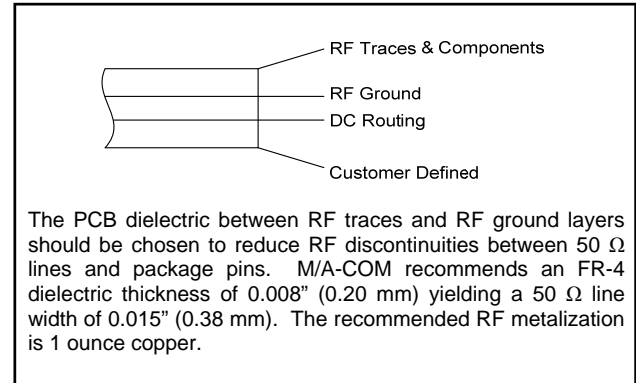 RF Traces & Components
RF Ground
DC Routing
Customer Defined
The PCB dielectric between RF traces and RF ground layers
should be chosen to reduce RF discontinuities between 50 Ω
lines and package pins. M/A-COM recommends an FR-4
dielectric thickness of 0.008” (0.20 mm) yielding a 50 Ω line
width of 0.015” (0.38 mm). The recommended RF metalization
is 1 ounce copper.